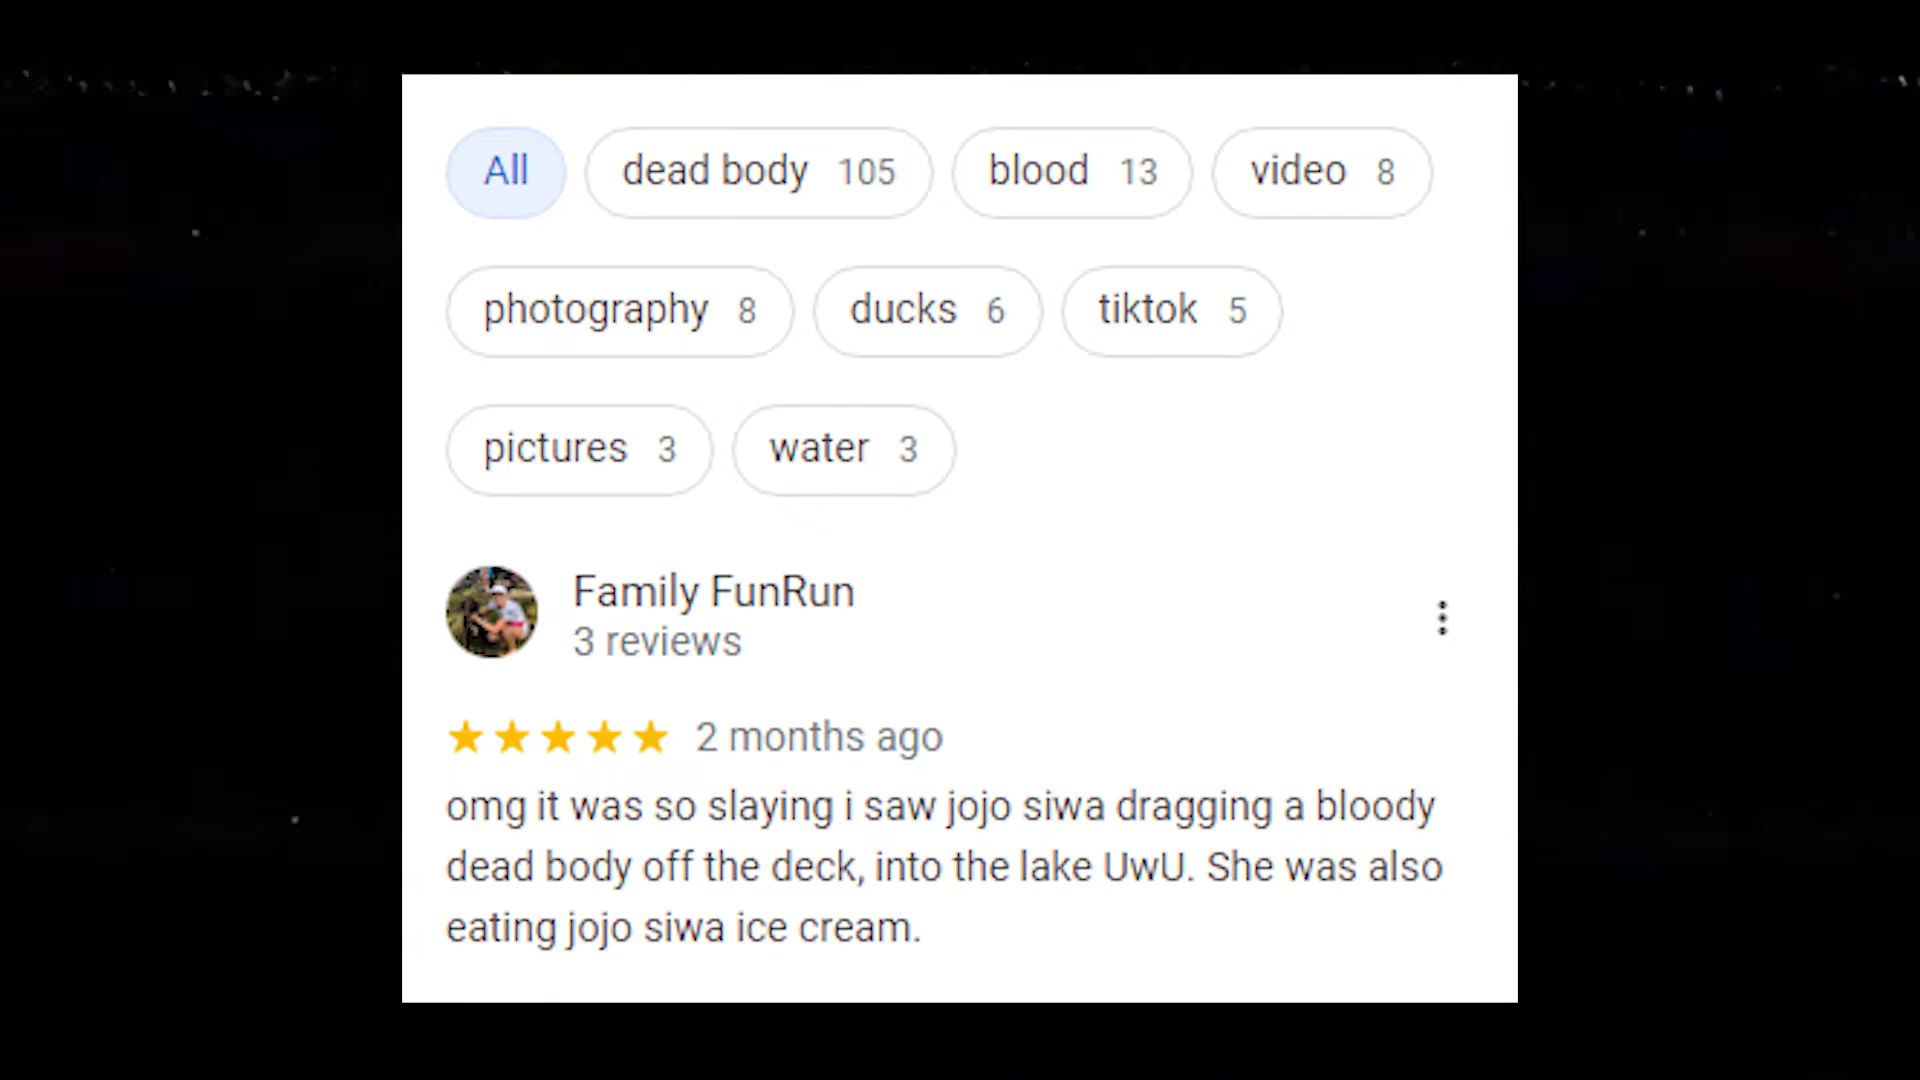 All dead body 105 blood 13 video 8
photography 8 ducks 6 tiktok 5
pictures 3 water 3
Family FunRun
3 reviews
2 months ago
omg it was so slaying i saw jojo siwa dragging a bloody
dead body off the deck, into the lake UwU. She was also
eating jojo siwa ice cream.